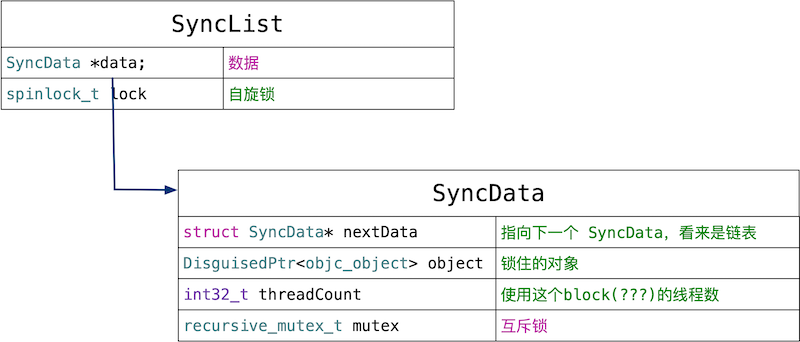 SyncList
SyncData *data; 数据
spinlock_t lock 自旋锁
SyncData
struct SyncData* nextData 指向下一个 SyncData，看来是链表
DisguisedPtr<objc_object> object 锁住的对象
int32_t threadCount 使用这个block(???)的线程数
recursive_mutex_t mutex 互斥锁